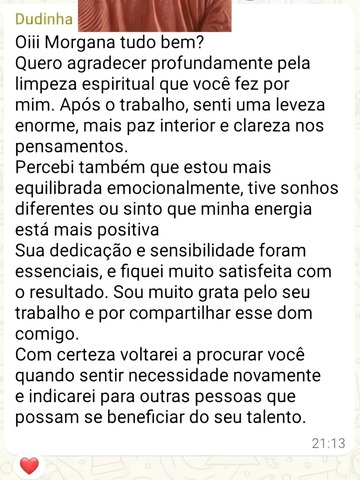 Dudinha
Oiii Morgana tudo bem?
Quero agradecer profundamente pela
limpeza espiritual que você fez por
mim. Após o trabalho, senti uma leveza
enorme, mais paz interior e clareza nos
pensamentos.
Percebi também que estou mais
equilibrada emocionalmente, tive sonhos
diferentes ou sinto que minha energia
está mais positiva
Sua dedicação e sensibilidade foram
essenciais, e fiquei muito satisfeita com
o resultado. Sou muito grata pelo seu
trabalho e por compartilhar esse dom
comigo.
Com certeza voltarei a procurar você
quando sentir necessidade novamente
e indicarei para outras pessoas que
possam se beneficiar do seu talento.
21:13